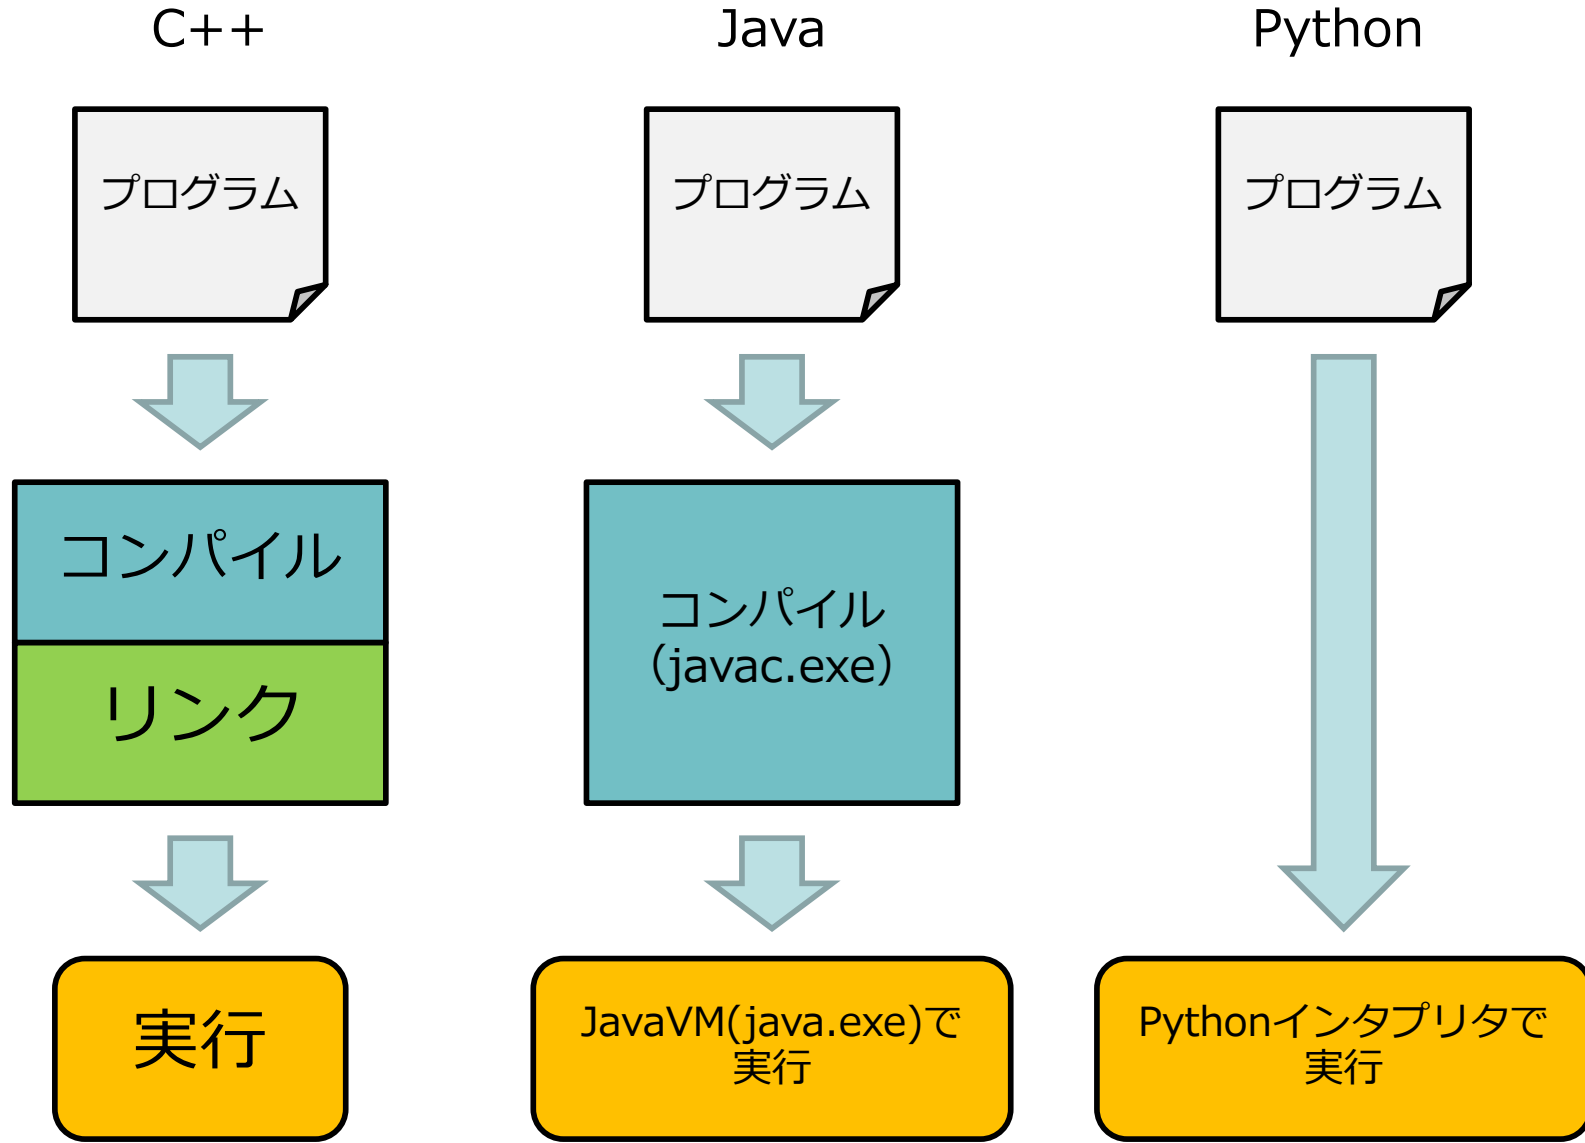 C++
Java
Python
プログラム
プログラム
プログラム
コンパイル
リンク
コンパイル
（javac.exe）
実行
JavaVM(java.exe)で
実行
Pythonインタプリタで
実行